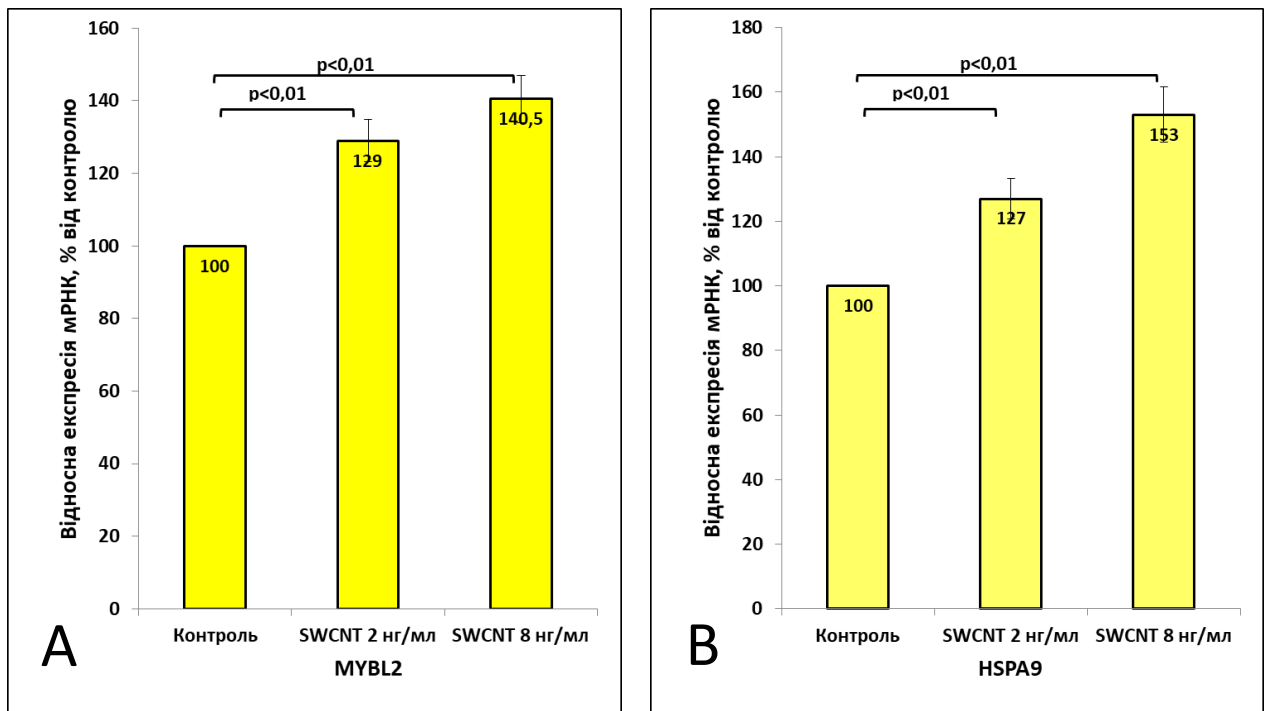 160
140
120
100
80
60
40
20
0
Відносна експресія мРНК, % від контролю
p<0,01
p<0,01
100
129
140,5
Контроль
SWCNT 2 нг/мл
SWCNT 8 нг/мл
MYBL2
A
180
160
140
120
100
80
60
40
20
0
Відносна експресія мРНК, % від контролю
p<0,01
p<0,01
100
127
153
Контроль
SWCNT 2 нг/мл
SWCNT 8 нг/мл
HSPA9
B